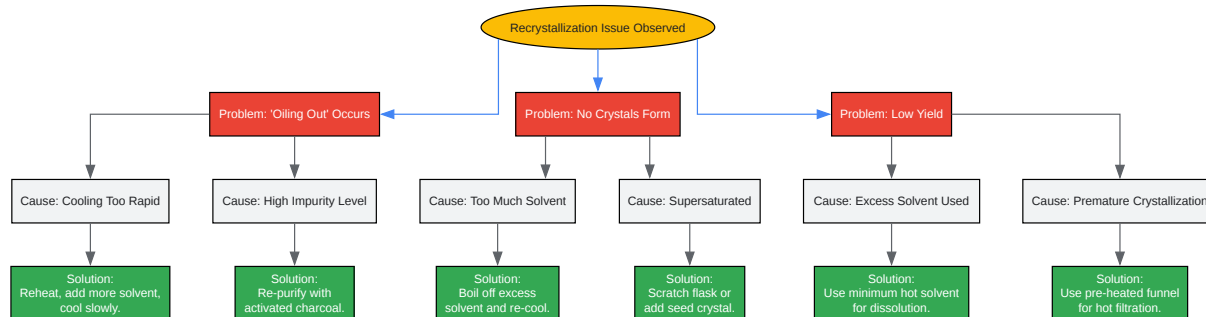 Recrystallization Issue Observed
Problem: 'Oiling Out' Occurs
Problem: No Crystals Form
Problem: Low Yield
Cause: Cooling Too Rapid
Cause: High Impurity Level
Cause: Too Much Solvent
Cause: Supersaturated
Cause: Excess Solvent Used
Cause: Premature Crystallization
Solution:
Reheat, add more solvent,
cool slowly.
Solution:
Re-purify with
activated charcoal.
Solution:
Boil off excess
solvent and re-cool.
Solution:
Scratch flask or
add seed crystal.
Solution:
Use minimum hot solvent
for dissolution.
Solution:
Use pre-heated funnel
for hot filtration.